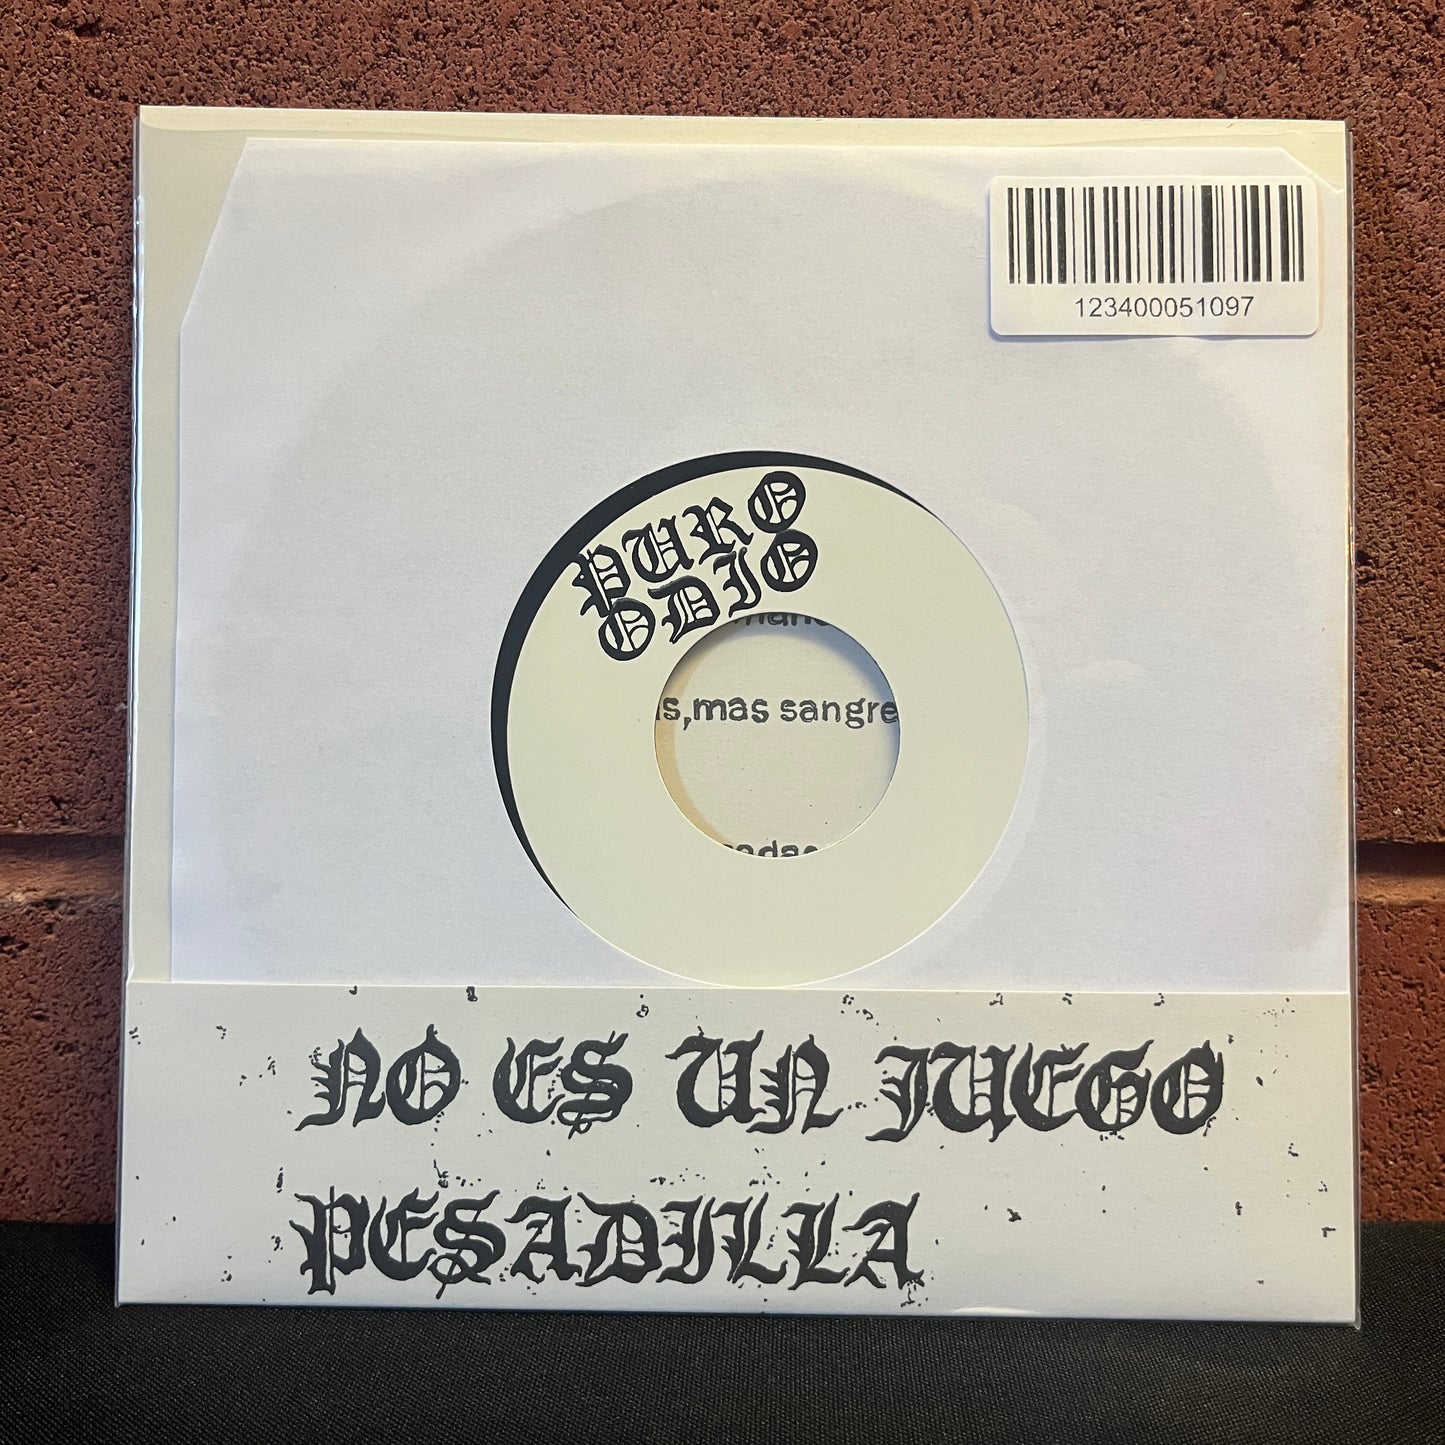 123400051097
PURO
ODIO
s,mas sangre
NO ES UN JUEGO
PESADILLA